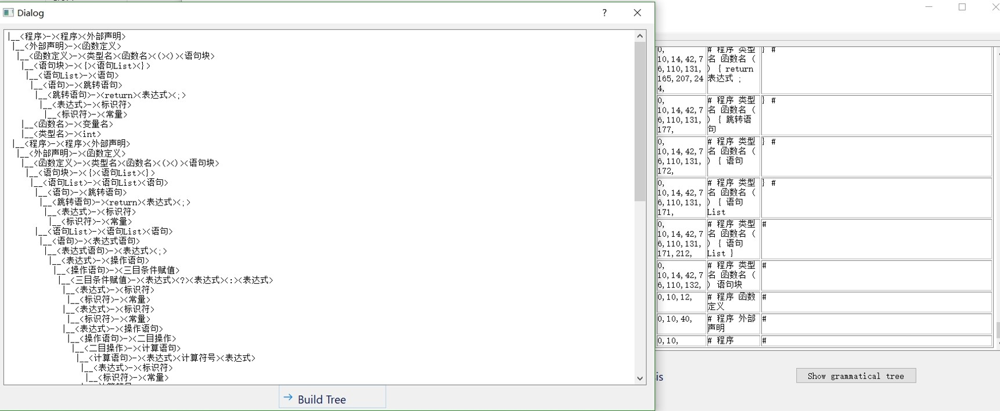 Dialog
?
|__<程序>-><程序><外部声明>
|__<外部声明>-><函数定义>
|__<函数定义>-><类型名><函数名><(><)><语句块>
|__<语句块>-><{><语句List><}>
|__<语句List>-><语句>
|__<语句>-><跳转语句>
|__<跳转语句>-><return><表达式><;>
|__<表达式>-><标识符>
|__<标识符>-><常量>
|__<函数名>-><变量名>
|__<类型名>-><int>
|__<程序>-><程序><外部声明>
|__<外部声明>-><函数定义>
|__<函数定义>-><类型名><函数名><(><)><语句块>
|__<语句块>-><{><语句List><}>
|__<语句List>-><语句List><语句>
|__<语句>-><跳转语句>
|__<跳转语句>-><return><表达式><;>
|__<表达式>-><标识符>
|__<标识符>-><常量>
|__<语句List>-><语句List><语句>
|__<语句>-><表达式语句>
|__<表达式语句>-><表达式><;>
|__<表达式>-><操作语句>
|__<操作语句>-><三目条件赋值>
|__<三目条件赋值>-><表达式><?><表达式><:><表达式>
|__<表达式>-><标识符>
|__<标识符>-><常量>
|__<表达式>-><标识符>
|__<标识符>-><常量>
|__<表达式>-><操作语句>
|__<操作语句>-><二目操作>
|__<二目操作>-><计算语句>
|__<计算语句>-><表达式><计算符号><表达式>
|__<表达式>-><标识符>
|__<标识符>-><常量>
Build Tree
0,
10,14,42,7
6,110,131,
165,207,24
4,
# 程序 类型
名 函数名 (
) { return
表达式 ;
} #
0,
10,14,42,7
6,110,131,
177,
# 程序 类型
名 函数名 (
) { 跳转语
句
} #
0,
10,14,42,7
6,110,131,
172,
# 程序 类型
名 函数名 (
) { 语句
} #
0,
10,14,42,7
6,110,131,
171,
# 程序 类型
名 函数名 (
) { 语句
List
} #
0,
10,14,42,7
6,110,131,
171,212,
# 程序 类型
名 函数名 (
) { 语句
List }
#
0,
10,14,42,7
6,110,132,
# 程序 类型
名 函数名 (
) 语句块
#
0,10,12,
# 程序 函数
定义
#
0,10,40,
# 程序 外部
声明
#
0,10,
# 程序
#
is
Show grammatical tree